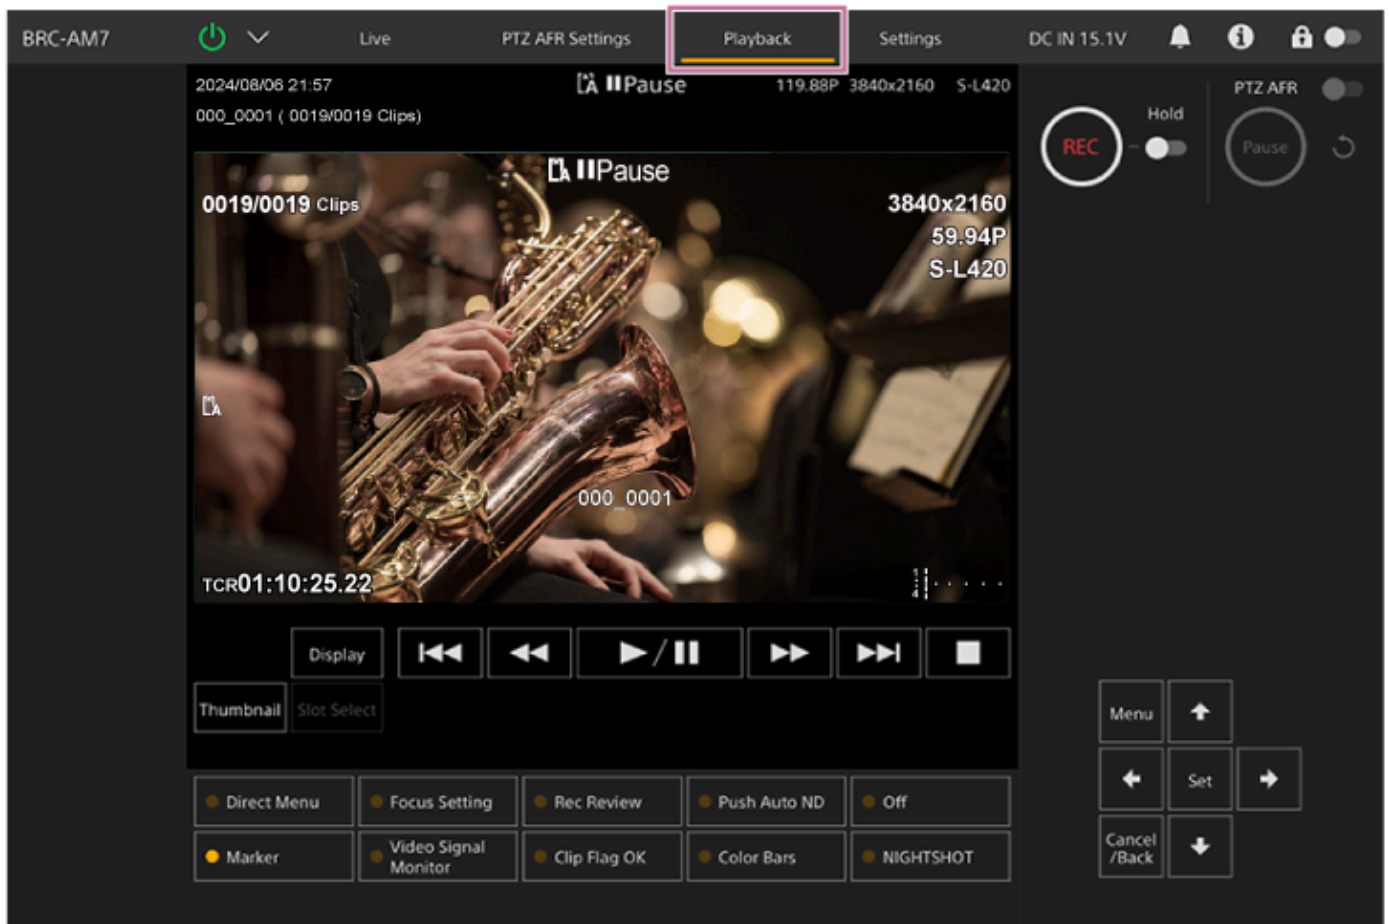 BRC-AM7
Live
PTZ AFR Settings
Playback
Settings
DC IN 15.1V
2024/08/06 21:57
A Pause
119.88P 3840x2160 S-L420
000_0001 ( 0019/0019 Clips)
PTZ AFR
REC
Hold
Pause
A Pause
0019/0019 Clips
3840x2160
59.94P
S-L420
A
000_0001
TCR01:10:25.22
Display
Thumbnail
Slot Select
Menu
Set
Cancel
/Back
Direct Menu
Focus Setting
Rec Review
Push Auto ND
Off
Marker
Video Signal
Monitor
Clip Flag OK
Color Bars
NIGHTSHOT